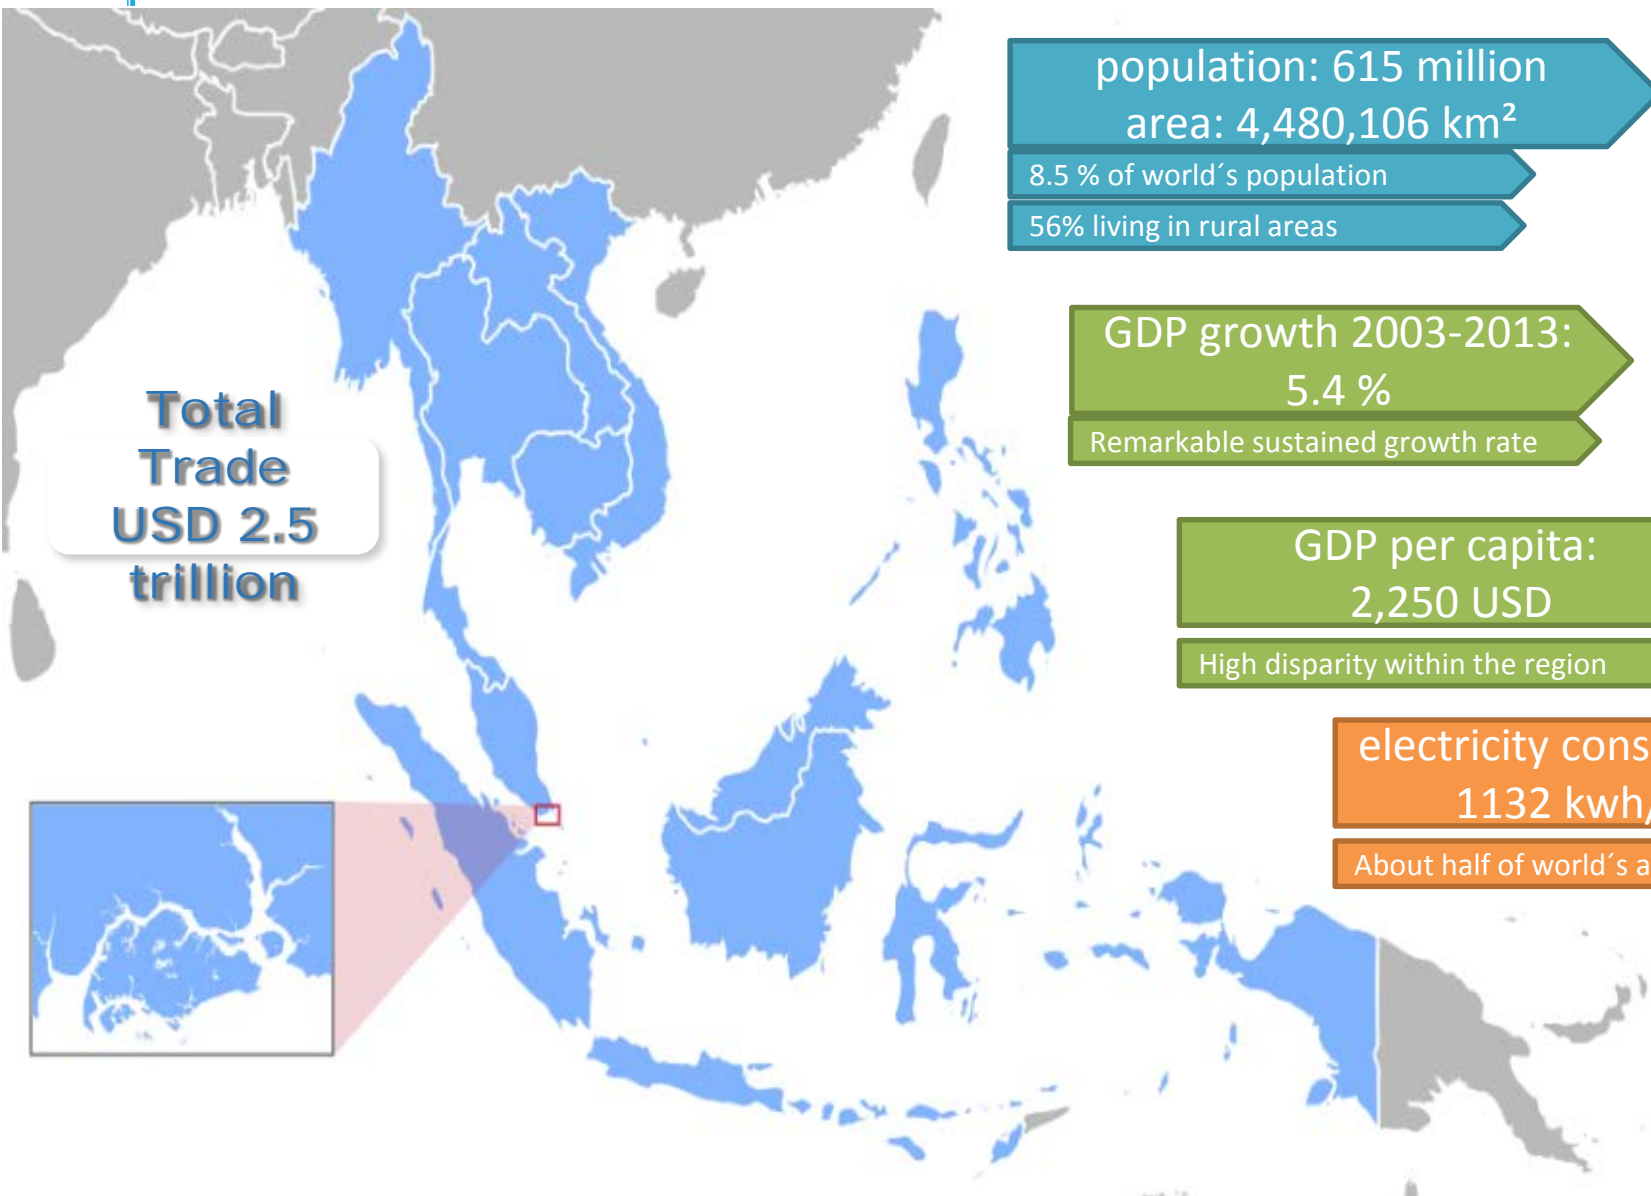 Total
Trade
USD 2.5
trillion
population: 615 million
area: 4,480,106 km²
8.5 % of world´s population
56% living in rural areas
GDP growth 2003-2013:
5.4 %
Remarkable sustained growth rate
GDP per capita:
2,250 USD
High disparity within the region
electricity cons
1132 kwh/
About half of world´s a